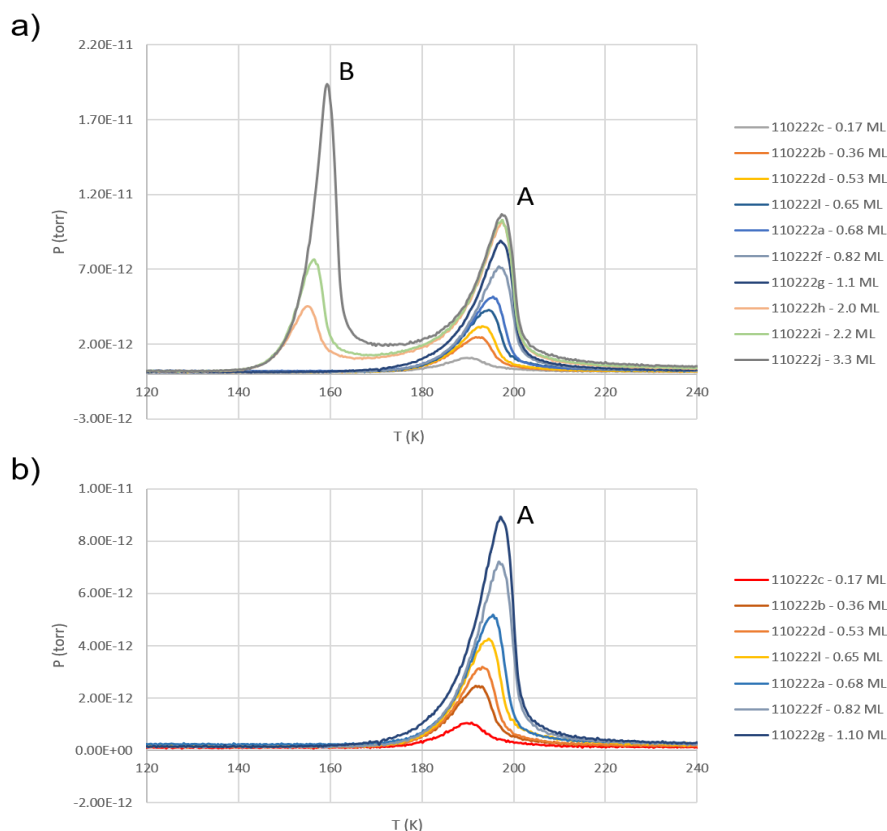 a)
2.20E-11
B
1.70E-11
A
1.20E-11
P (torr)
7.00E-12
2.00E-12
120 140 160 180 200 220 240
-3.00E-12
T (K)
110222c - 0.17 ML
110222b - 0.36 ML
110222d - 0.53 ML
110222l - 0.65 ML
110222a - 0.68 ML
110222f - 0.82 ML
110222g - 1.1 ML
110222h - 2.0 ML
110222i - 2.2 ML
110222j - 3.3 ML
b)
1.00E-11
A
8.00E-12
6.00E-12
P (torr)
4.00E-12
2.00E-12
0.00E+00
120 140 160 180 200 220 240
-2.00E-12
T (K)
110222c - 0.17 ML
110222b - 0.36 ML
110222d - 0.53 ML
110222l - 0.65 ML
110222a - 0.68 ML
110222f - 0.82 ML
110222g - 1.10 ML